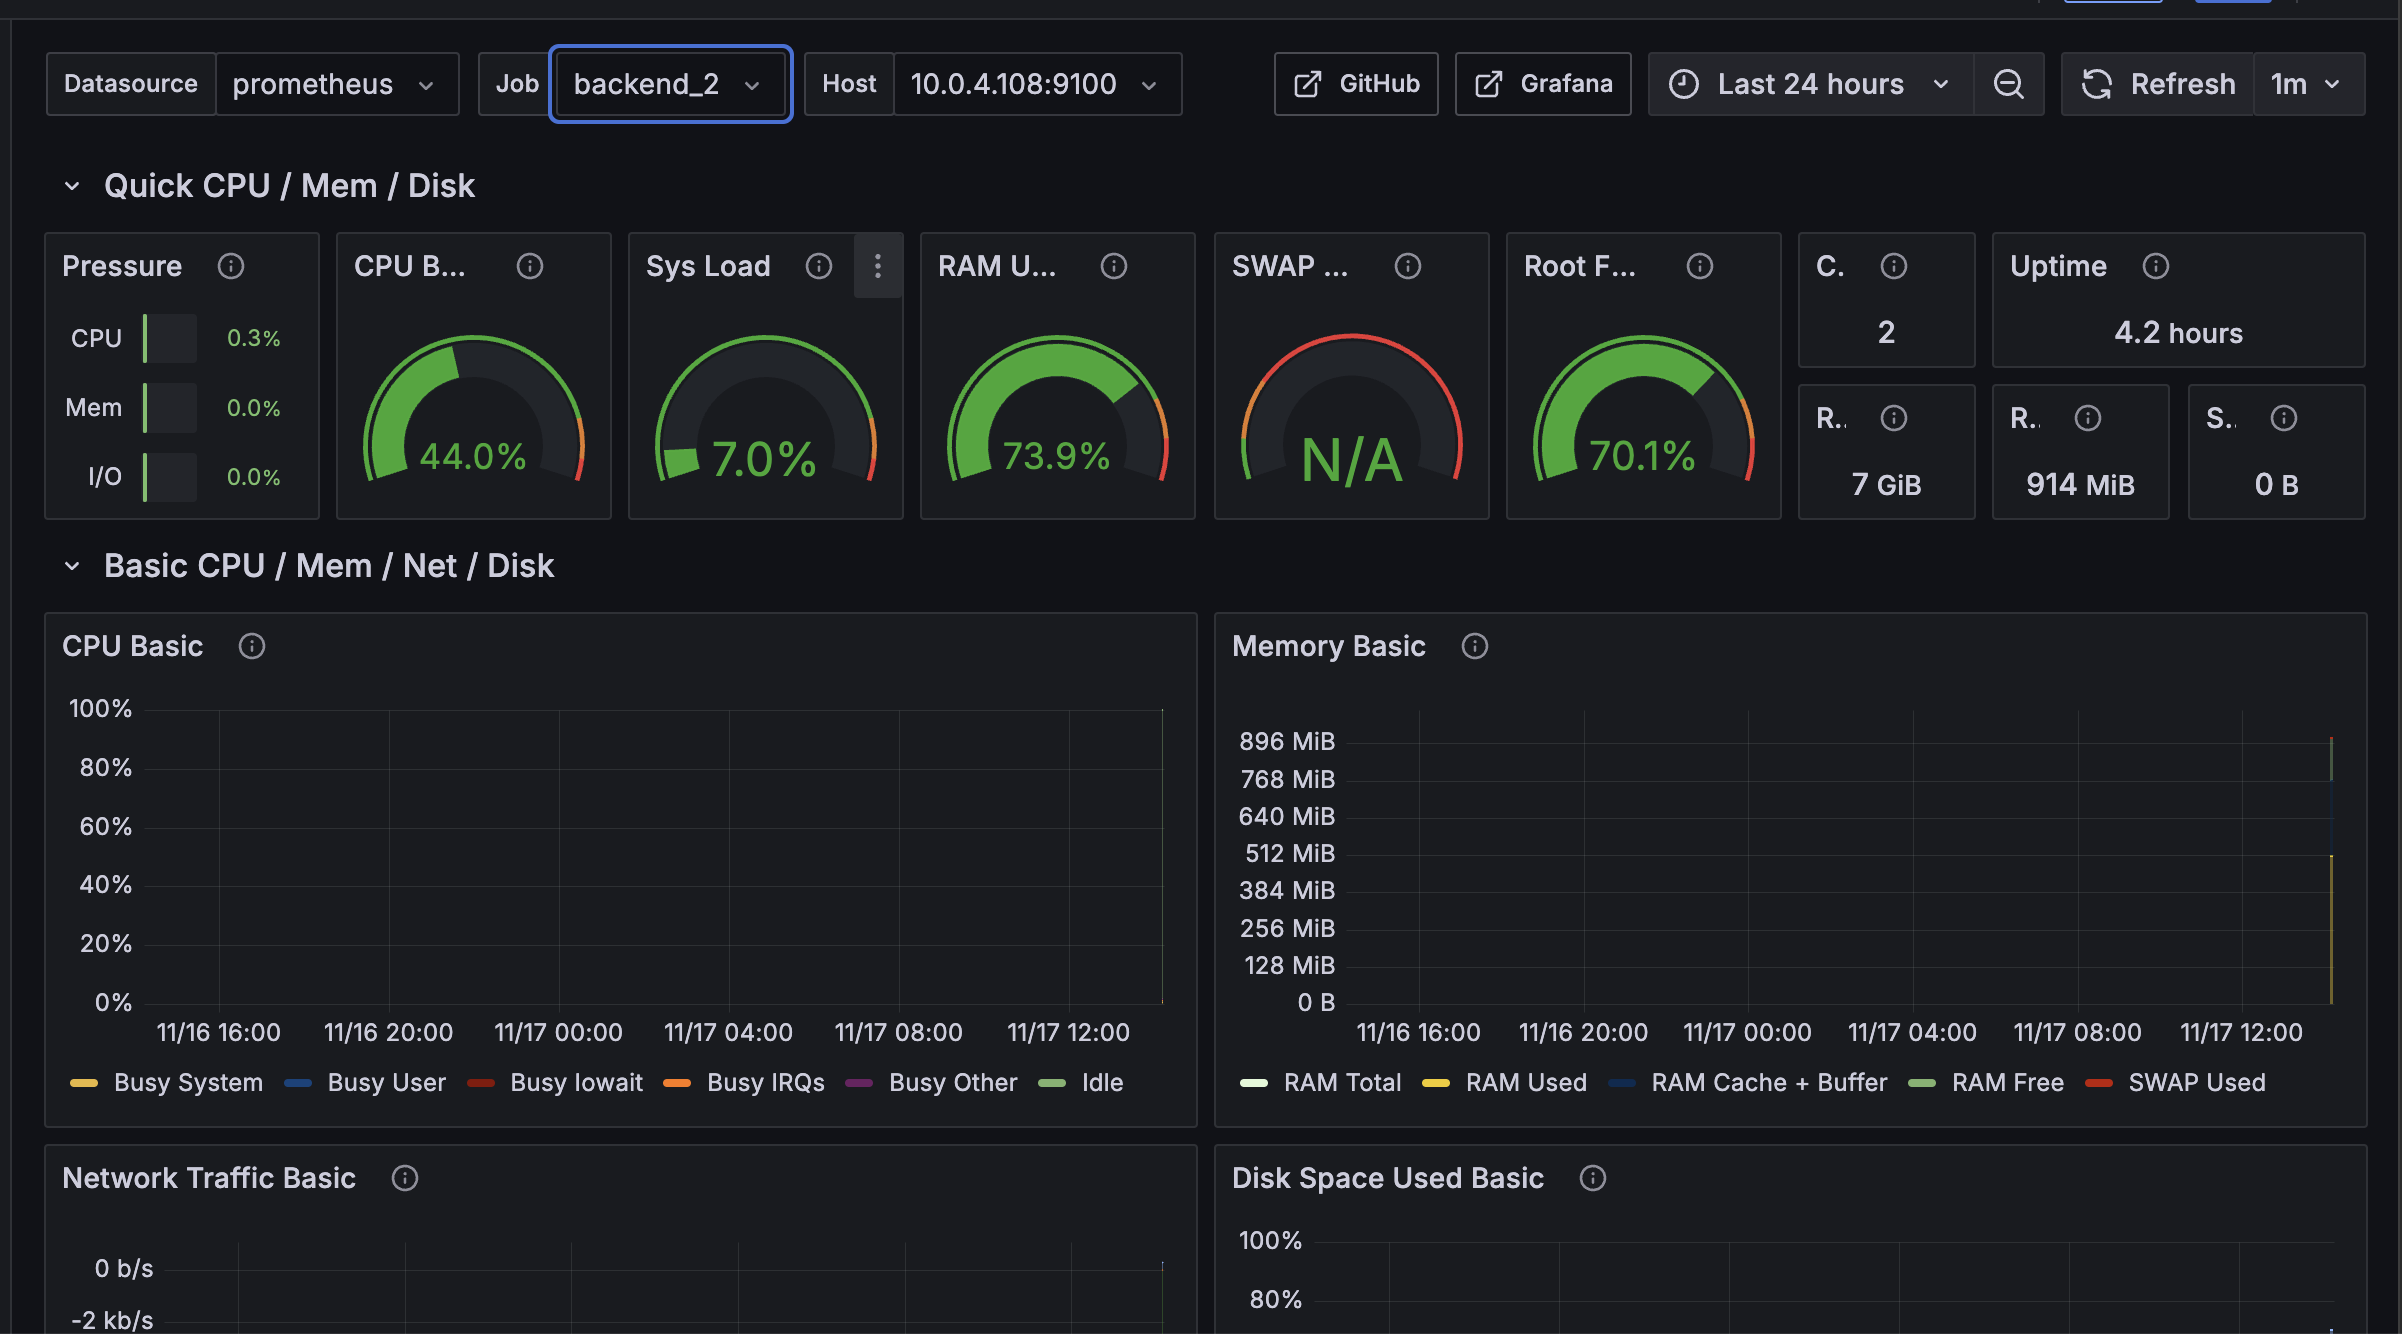 Datasource prometheus Job backend_2 Host 10.0.4.108:9100 GitHub Grafana Last 24 hours Refresh 1m
Quick CPU / Mem / Disk
Pressure
CPU 0.3%
Mem 0.0%
I/O 0.0%
CPU B...
44.0%
Sys Load
7.0%
RAM U...
73.9%
SWAP ...
N/A
Root F...
70.1%
C.
2
Uptime
4.2 hours
R..
7 GiB
R..
914 MiB
S..
0 B
Basic CPU / Mem / Net / Disk
CPU Basic
100%
80%
60%
40%
20%
0%
11/16 16:00 11/16 20:00 11/17 00:00 11/17 04:00 11/17 08:00 11/17 12:00
Busy System Busy User Busy Iowait Busy IRQs Busy Other Idle
Memory Basic
896 MiB
768 MiB
640 MiB
512 MiB
384 MiB
256 MiB
128 MiB
0 B
11/16 16:00 11/16 20:00 11/17 00:00 11/17 04:00 11/17 08:00 11/17 12:00
RAM Total RAM Used RAM Cache + Buffer RAM Free SWAP Used
Network Traffic Basic
0 b/s
-2 kb/s
Disk Space Used Basic
100%
80%